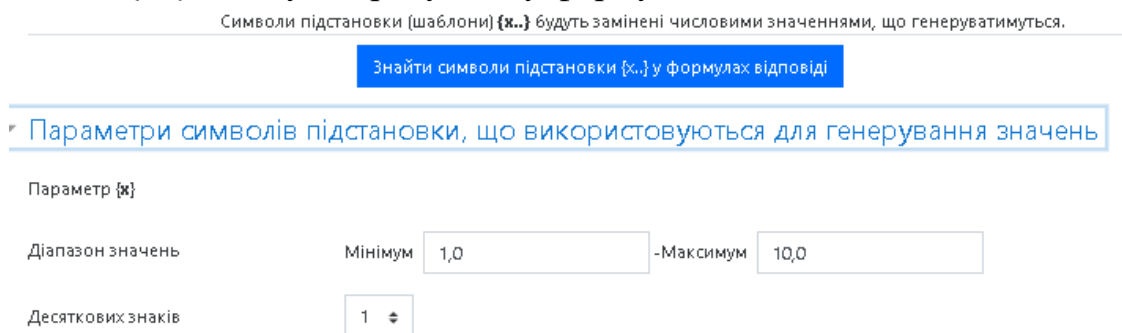 Символи підстановки (шаблони) {x..} будуть замінені числовими значеннями, що генеруватимуться.
Знайти символи підстановки {x..} у формулах відповіді
Параметри символів підстановки, що використовуються для генерування значень
Параметр {x}
Діапазон значень Мінімум 1,0 -Максимум 10,0
Десяткових знаків 1